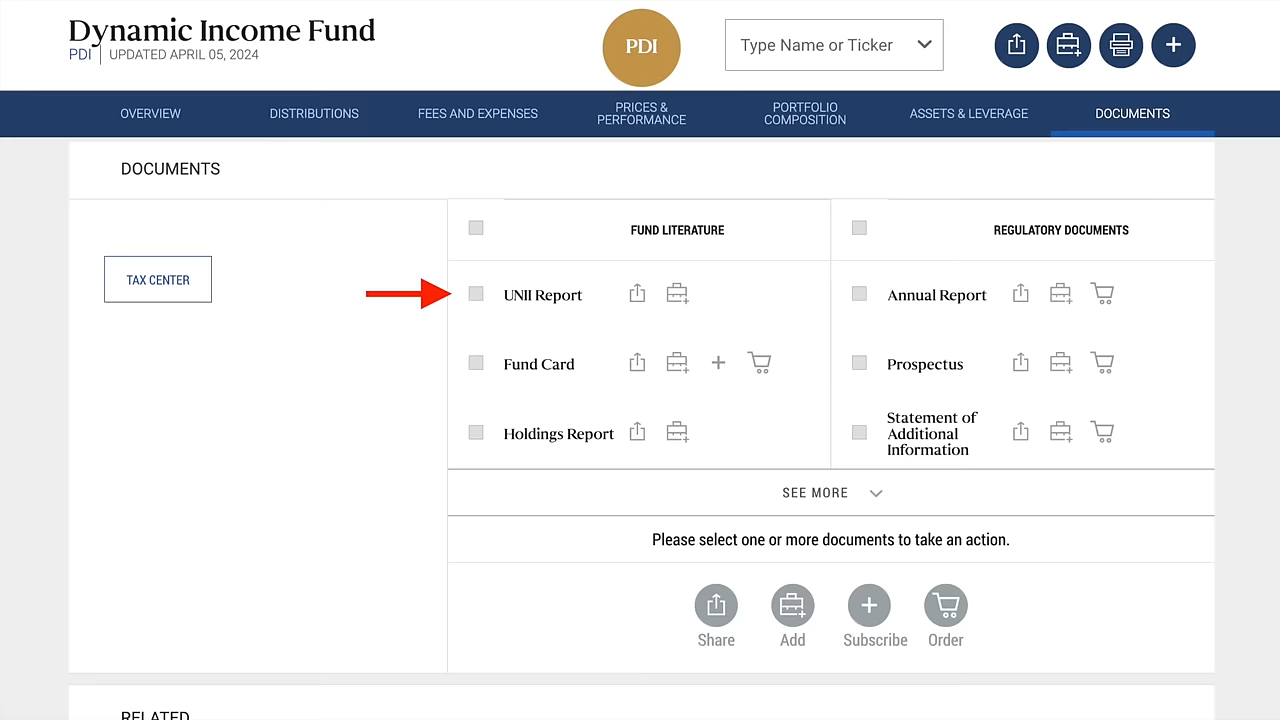 Dynamic Income Fund
PDI | UPDATED APRIL 05, 2024
PDI
Type Name or Ticker
OVERVIEW
DISTRIBUTIONS
FEES AND EXPENSES
PRICES &
PERFORMANCE
PORTFOLIO
COMPOSITION
ASSETS & LEVERAGE
DOCUMENTS
DOCUMENTS
TAX CENTER
FUND LITERATURE
UNII Report
Fund Card
Holdings Report
REGULATORY DOCUMENTS
Annual Report
Prospectus
Statement of
Additional
Information
SEE MORE
Please select one or more documents to take an action.
Share
Add
Subscribe
Order
RELATED